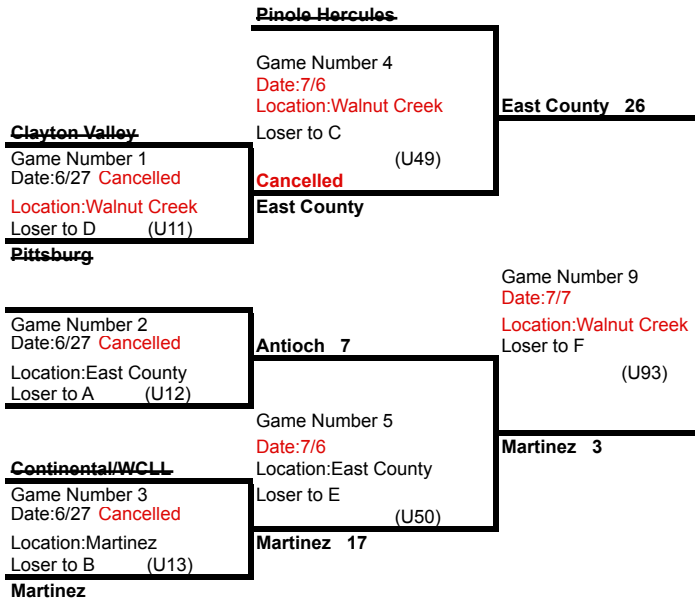 Pinole Hercules
Game Number 4
Date:7/6
Location:Walnut Creek
East County 26
Clayton Valley
Loser to C
Game Number 1
(U49)
Date:6/27 Cancelled
Cancelled
Location:Walnut Creek
East County
Loser to D (U11)
Pittsburg
Game Number 9
Date:7/7
Game Number 2
Location:Walnut Creek
Date:6/27 Cancelled
Antioch 7
Loser to F
Location:East County
(U93)
Loser to A (U12)
Game Number 5
Date:7/6
Martinez 3
Continental/WCLL
Location:East County
Game Number 3
Loser to E
Date:6/27 Cancelled
(U50)
Location:Martinez
Martinez 17
Loser to B (U13)
Martinez